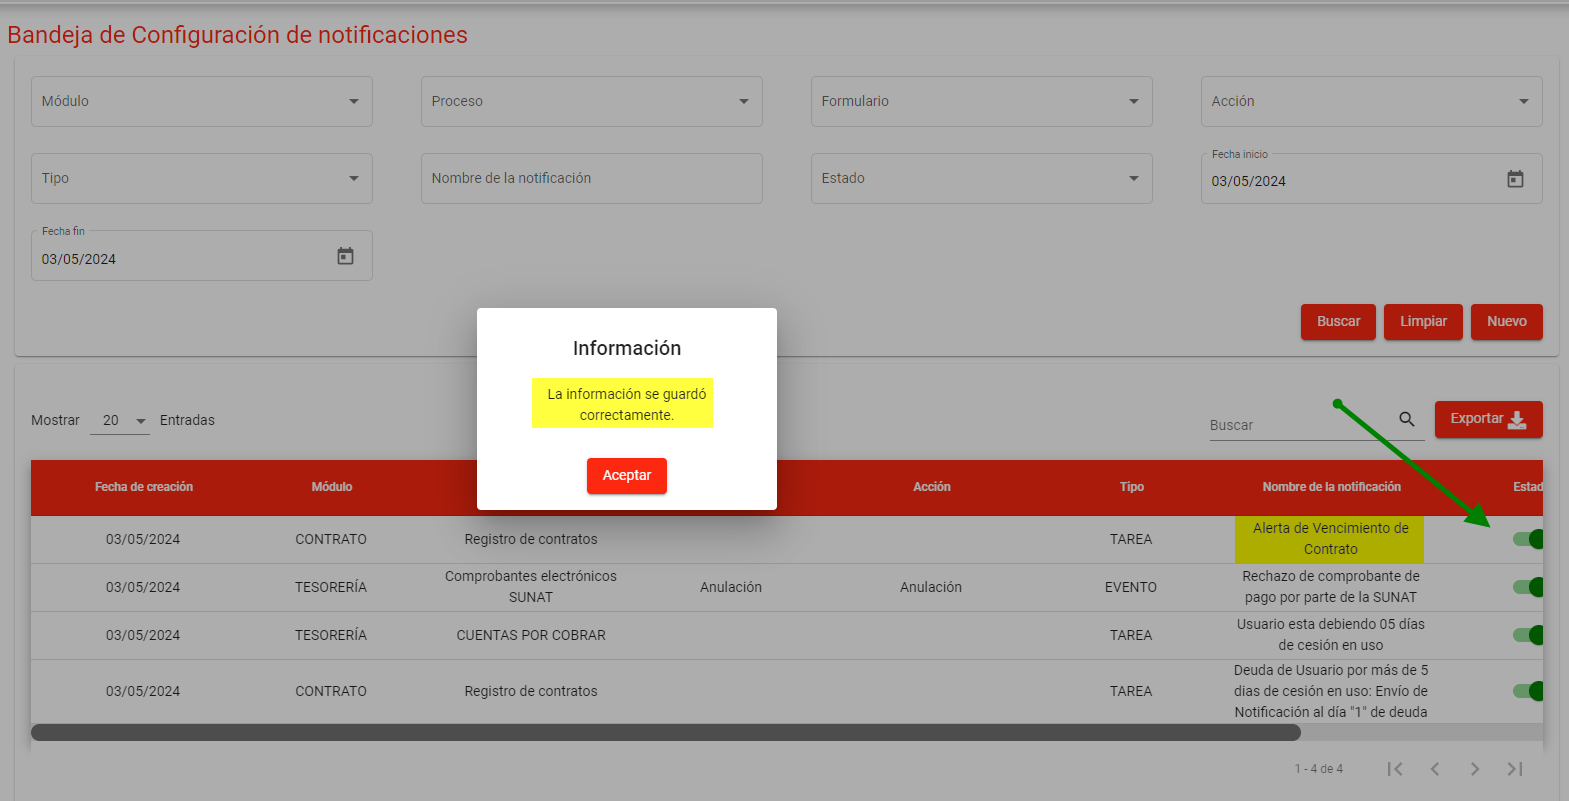 Bandeja de Configuración de notificaciones
Módulo
Proceso
Formulario
Acción
Tipo
Nombre de la notificación
Estado
Fecha inicio
03/05/2024
Fecha fin
03/05/2024
Buscar
Limpiar
Nuevo
Información
La información se guardó
correctamente.
Aceptar
Mostrar 20 Entradas
Buscar
Exportar
Fecha de creación Módulo Acción Tipo Nombre de la notificación Estad
03/05/2024 CONTRATO Registro de contratos TAREA Alerta de Vencimiento de
Contrato
03/05/2024 TESORERÍA Comprobantes electrónicos
SUNAT Anulación Anulación EVENTO Rechazo de comprobante de
pago por parte de la SUNAT
03/05/2024 TESORERÍA CUENTAS POR COBRAR TAREA Usuario esta debiendo 05 días
de cesión en uso
03/05/2024 CONTRATO Registro de contratos TAREA Deuda de Usuario por más de 5
dias de cesión en uso: Envío de
Notificación al día "1" de deuda
1 - 4 de 4